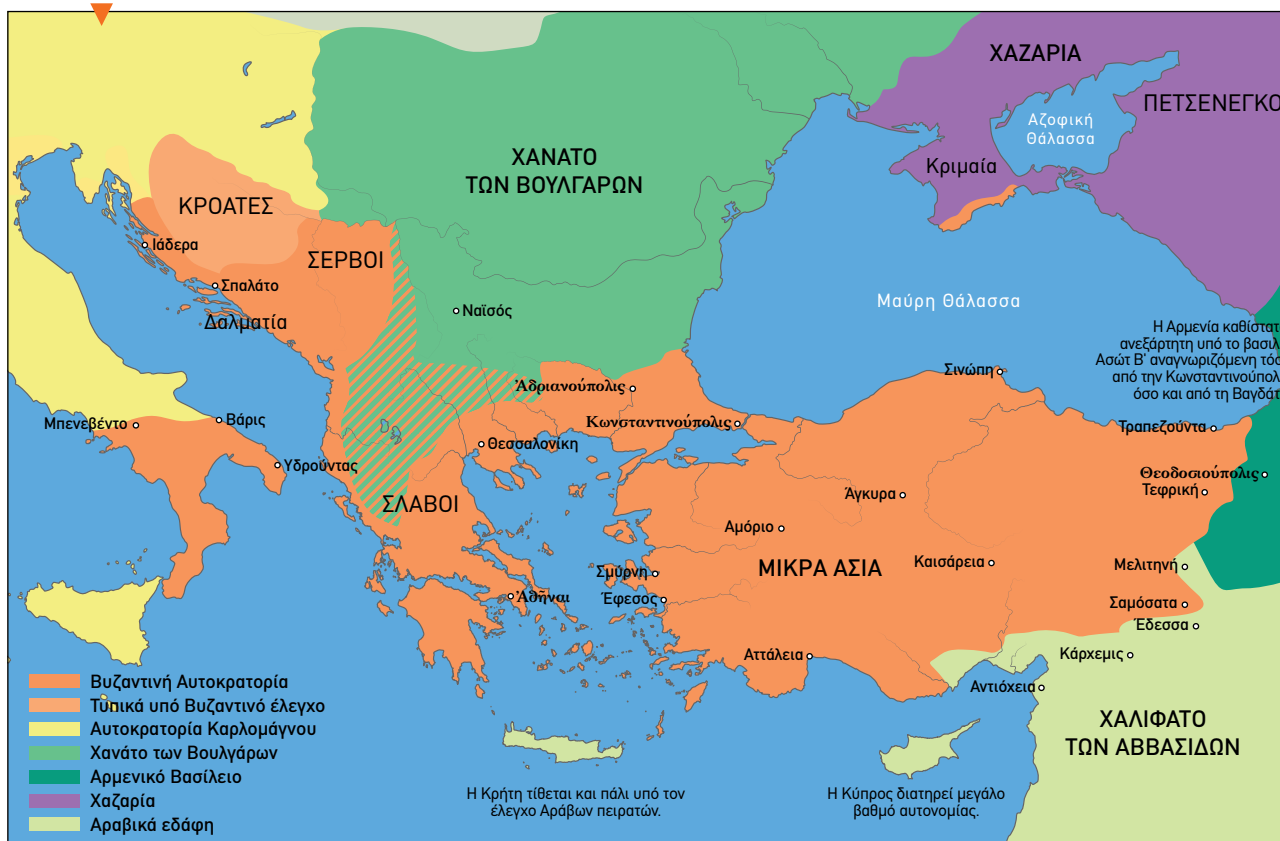 ΧΑΖΑΡΙΑ
Αζοφική
Θάλασσα
ΠΕΤΣΕΝΕΓΚΟ
Κριμαία
ΧΑΝΑΤΟ
ΤΩΝ ΒΟΥΛΓΑΡΩΝ
ΚΡΟΑΤΕΣ
Ιάδερα
ΣΕΡΒΟΙ
Σπαλάτο
Δαλματία
Ναϊσός
Μαύρη Θάλασσα
Η Αρμενία καθίστατ
ανεξάρτητη υπό το βασιλ
Ασώτ Β' αναγνωριζόμενη τόσ
από την Κωνσταντινούπολ
όσο και από τη Βαγδάτ
Σινώπη
Ἀδριανούπολις
Κωνσταντινούπολις
Τραπεζούντα
Μπενεβέντο
Βάρις
Θεσσαλονίκη
Υδρούντας
Θεοδοσιούπολις
Τεφρική
ΣΛΑΒΟΙ
Άγκυρα
Αμόριο
ΜΙΚΡΑ ΑΣΙΑ
Καισάρεια
Μελιτηνή
Σμύρνη
Ἀθῆναι
Έφεσος
Σαμόσατα
Έδεσσα
Αττάλεια
Κάρχεμις
Αντιόχεια
ΧΑΛΙΦΑΤΟ
ΤΩΝ ΑΒΒΑΣΙΔΩΝ
Βυζαντινή Αυτοκρατορία
Τυπικά υπό Βυζαντινό έλεγχο
Αυτοκρατορία Καρλομάγνου
Χανάτο των Βουλγάρων
Αρμενικό Βασίλειο
Χαζαρία
Αραβικά εδάφη
Η Κρήτη τίθεται και πάλι υπό τον
έλεγχο Αράβων πειρατών.
Η Κύπρος διατηρεί μεγάλο
βαθμό αυτονομίας.